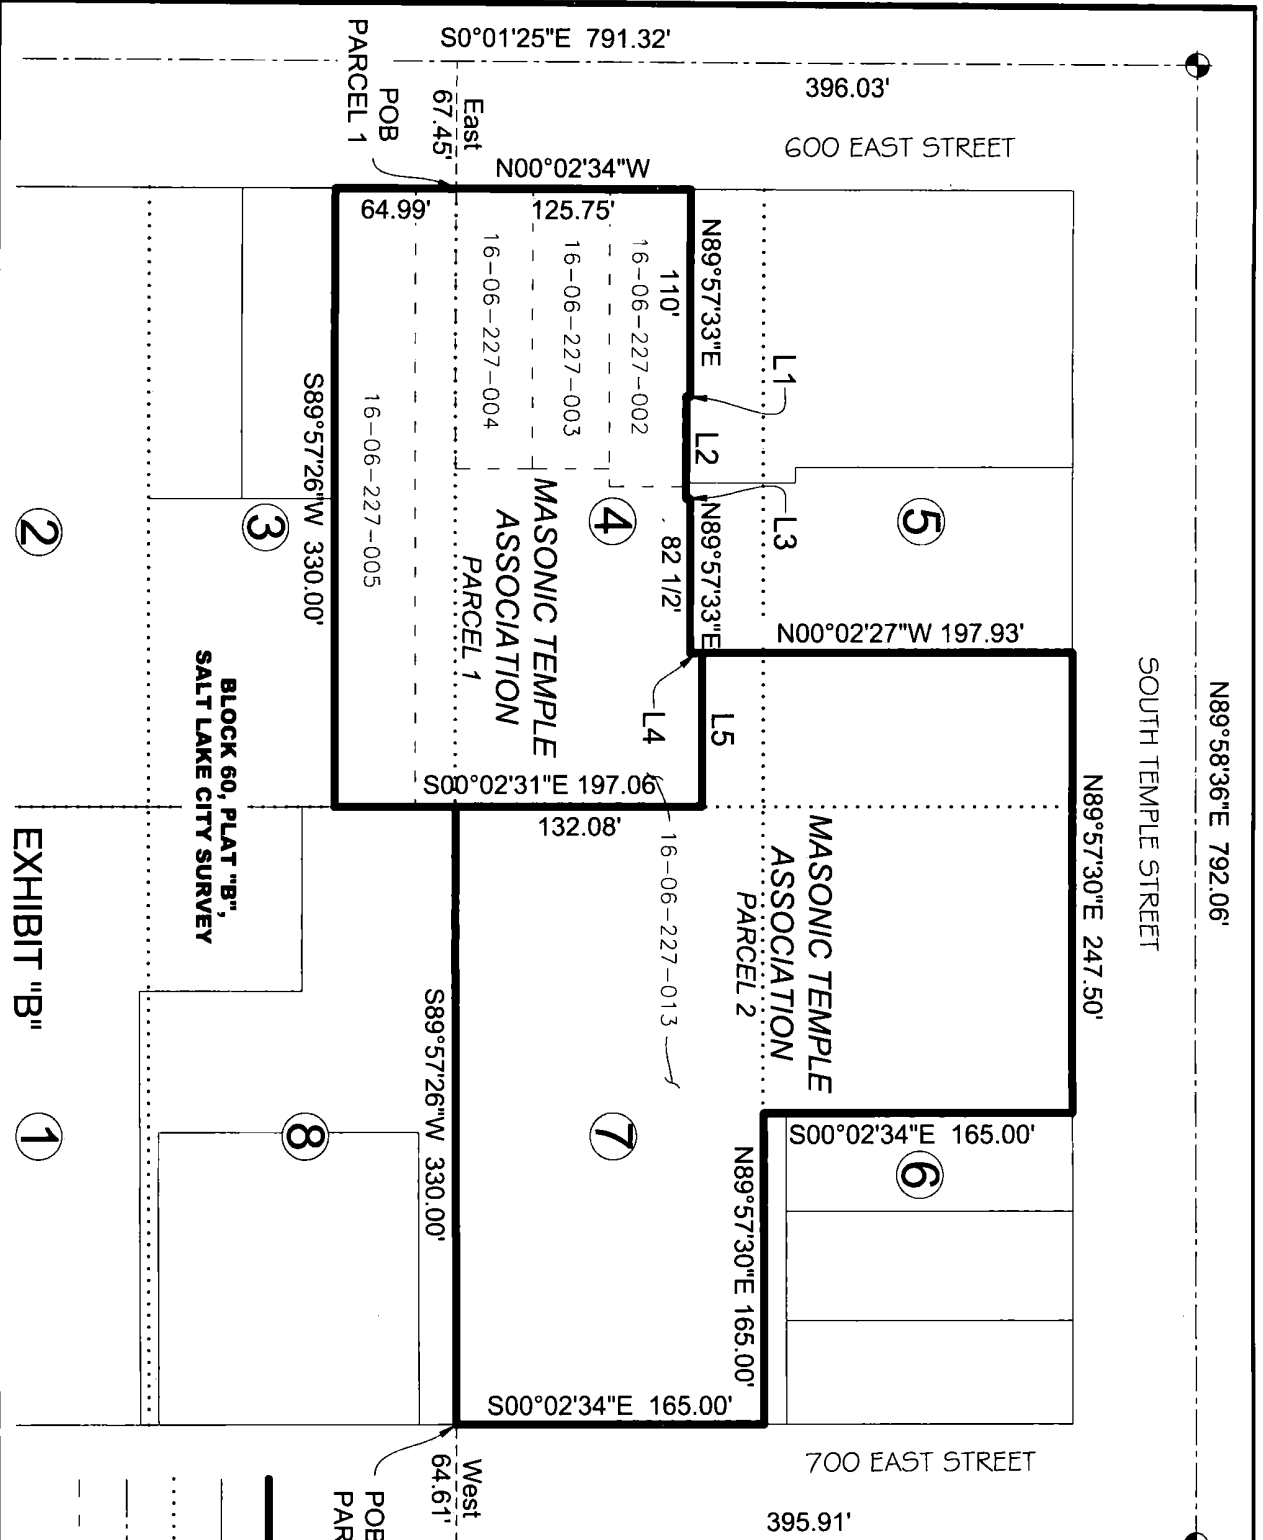 S0°01'25"E 791.32'
396.03'
600 EAST STREET
POB
PARCEL 1
East
67.45'
N00°02'34"W
64.99'
125.75'
N89°57'33"E
110'
16-06-227-002
16-06-227-003
16-06-227-004
16-06-227-005
L1
L2
L3
N89°57'33"E
82 1/2'
L4
L5
MASONIC TEMPLE
ASSOCIATION
PARCEL 1
S89°57'26"W 330.00'
N00°02'27"W 197.93'
SOUTH TEMPLE STREET
N89°58'36"E 792.06'
N89°57'30"E 247.50'
S00°02'31"E 197.06'
132.08'
16-06-227-013
MASONIC TEMPLE
ASSOCIATION
PARCEL 2
S00°02'34"E 165.00'
N89°57'30"E 165.00'
S00°02'34"E 165.00'
S89°57'26"W 330.00'
2
3
4
5
6
7
8
1
BLOCK 60, PLAT "B",
SALT LAKE CITY SURVEY
EXHIBIT "B"
700 EAST STREET
395.91'
West
64.61'
POB
PAR